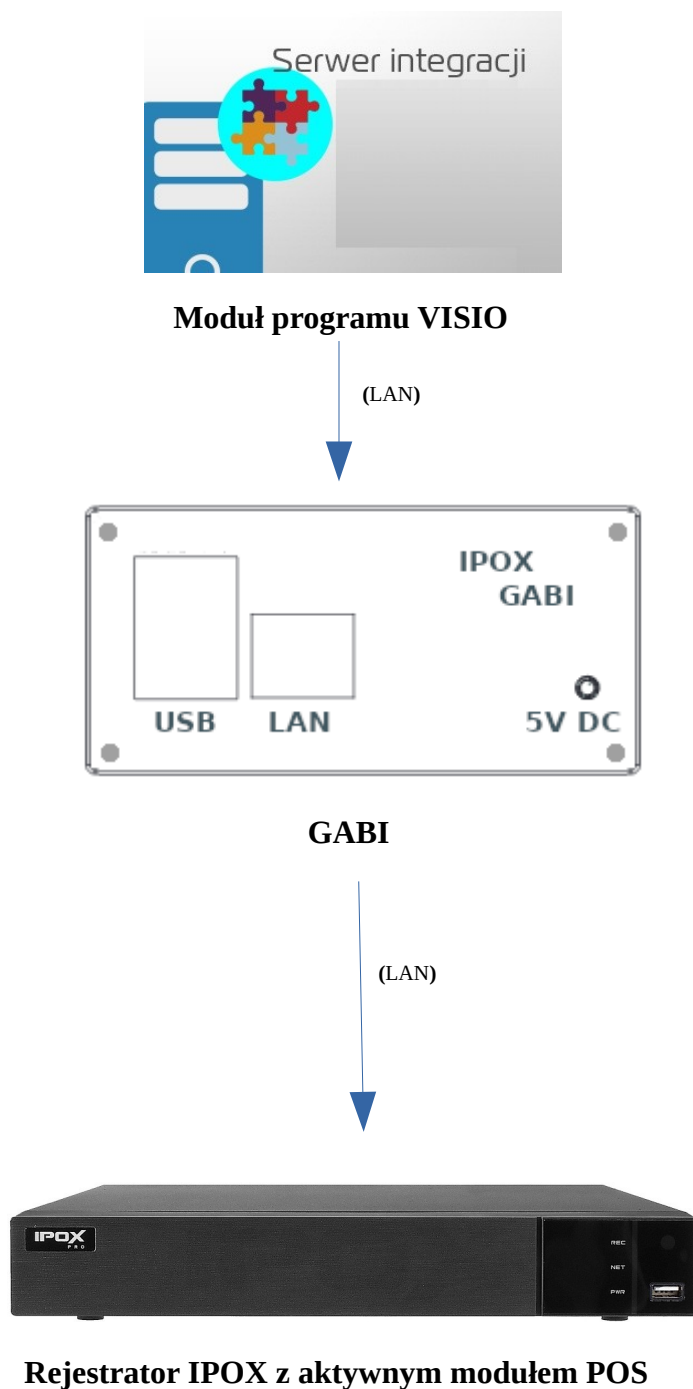 Serwer integracji
Moduł programu VISIO
(LAN)
IPOX
GABI
USB LAN 5V DC
GABI
(LAN)
IPOX
PRO
REC
NET
PWR
Rejestrator IPOX z aktywnym modułem POS